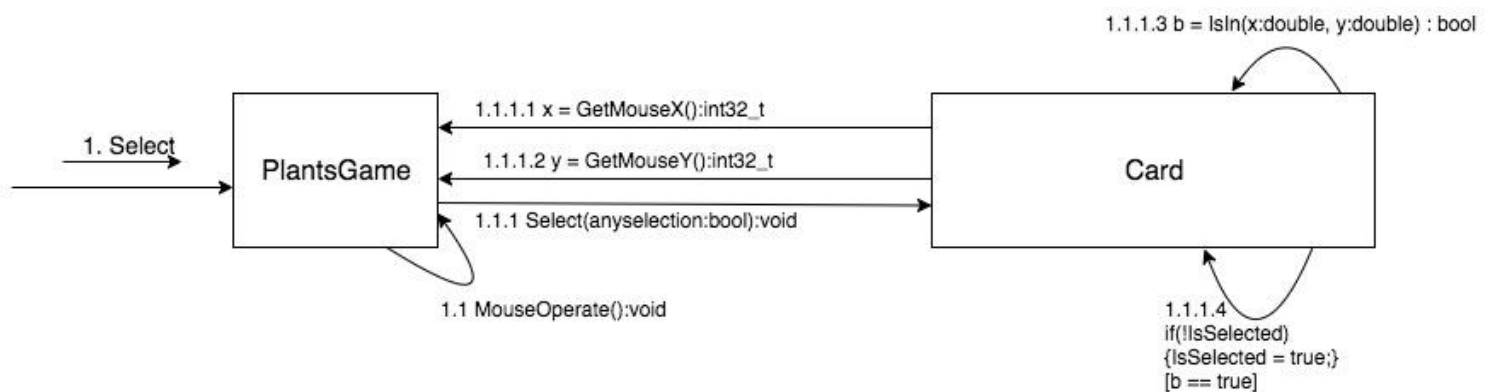 1.1.1.3 b = IsIn(x:double, y:double) : bool
1.1.1.1 x = GetMouseX():int32_t
1. Select
1.1.1.2 y = GetMouseY():int32_t
PlantsGame
Card
1.1.1 Select(anyselection:bool):void
1.1 MouseOperate():void
1.1.1.4
if(!IsSelected)
{IsSelected = true;}
[b == true]